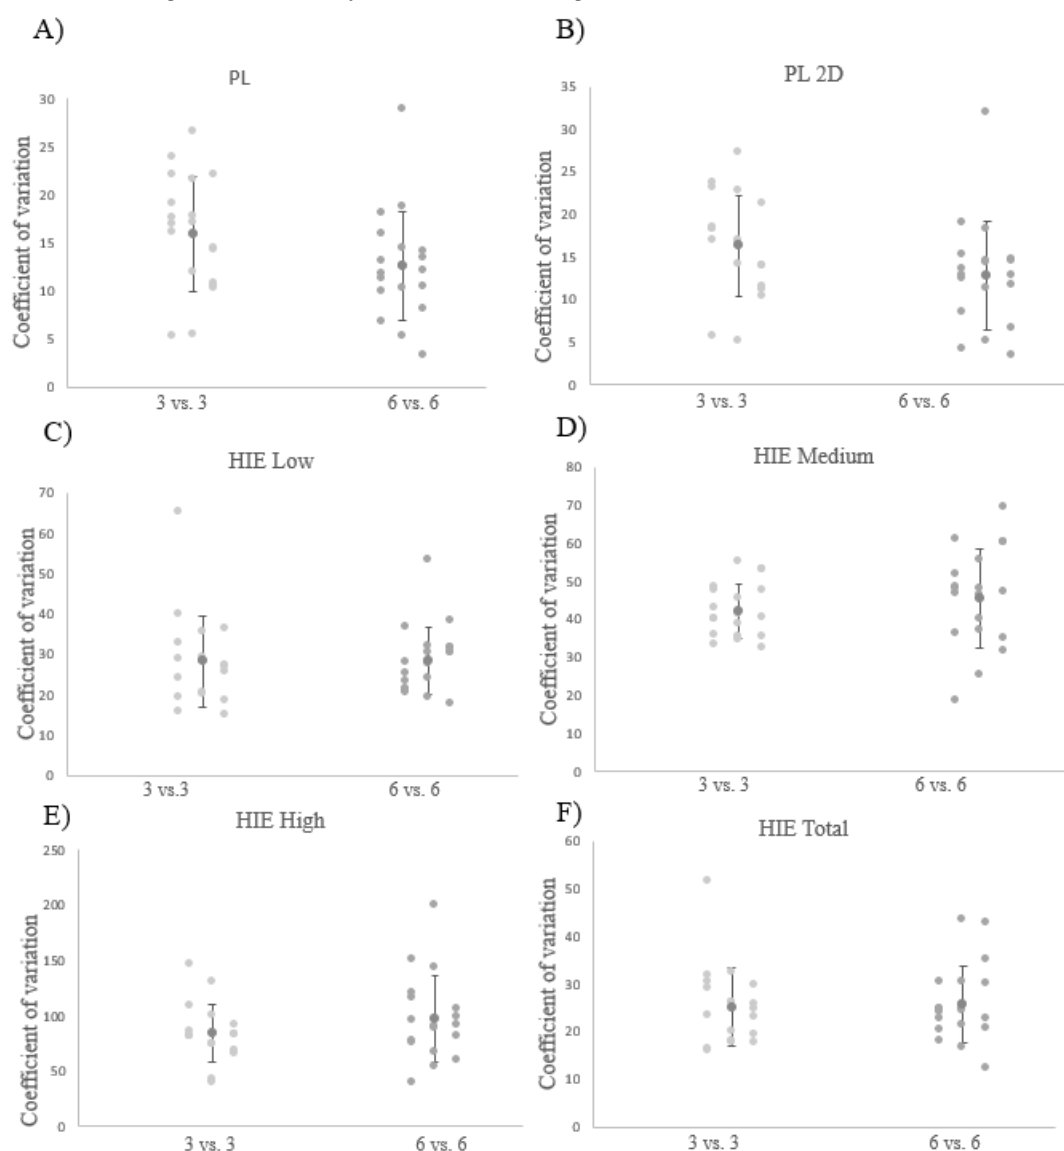 A)
PL
Coefficient of variation
30
25
20
15
10
5
0
3 vs. 3
6 vs. 6
B)
PL 2D
Coefficient of variation
35
30
25
20
15
10
5
0
3 vs. 3
6 vs. 6
C)
HIE Low
Coefficient of variation
70
60
50
40
30
20
10
0
3 vs.3
6 vs. 6
D)
HIE Medium
Coefficient of variation
80
70
60
50
40
30
20
10
0
3 vs. 3
6 vs. 6
E)
HIE High
Coefficient of variation
250
200
150
100
50
0
3 vs. 3
6 vs. 6
F)
HIE Total
Coefficient of variation
60
50
40
30
20
10
0
3 vs. 3
6 vs. 6